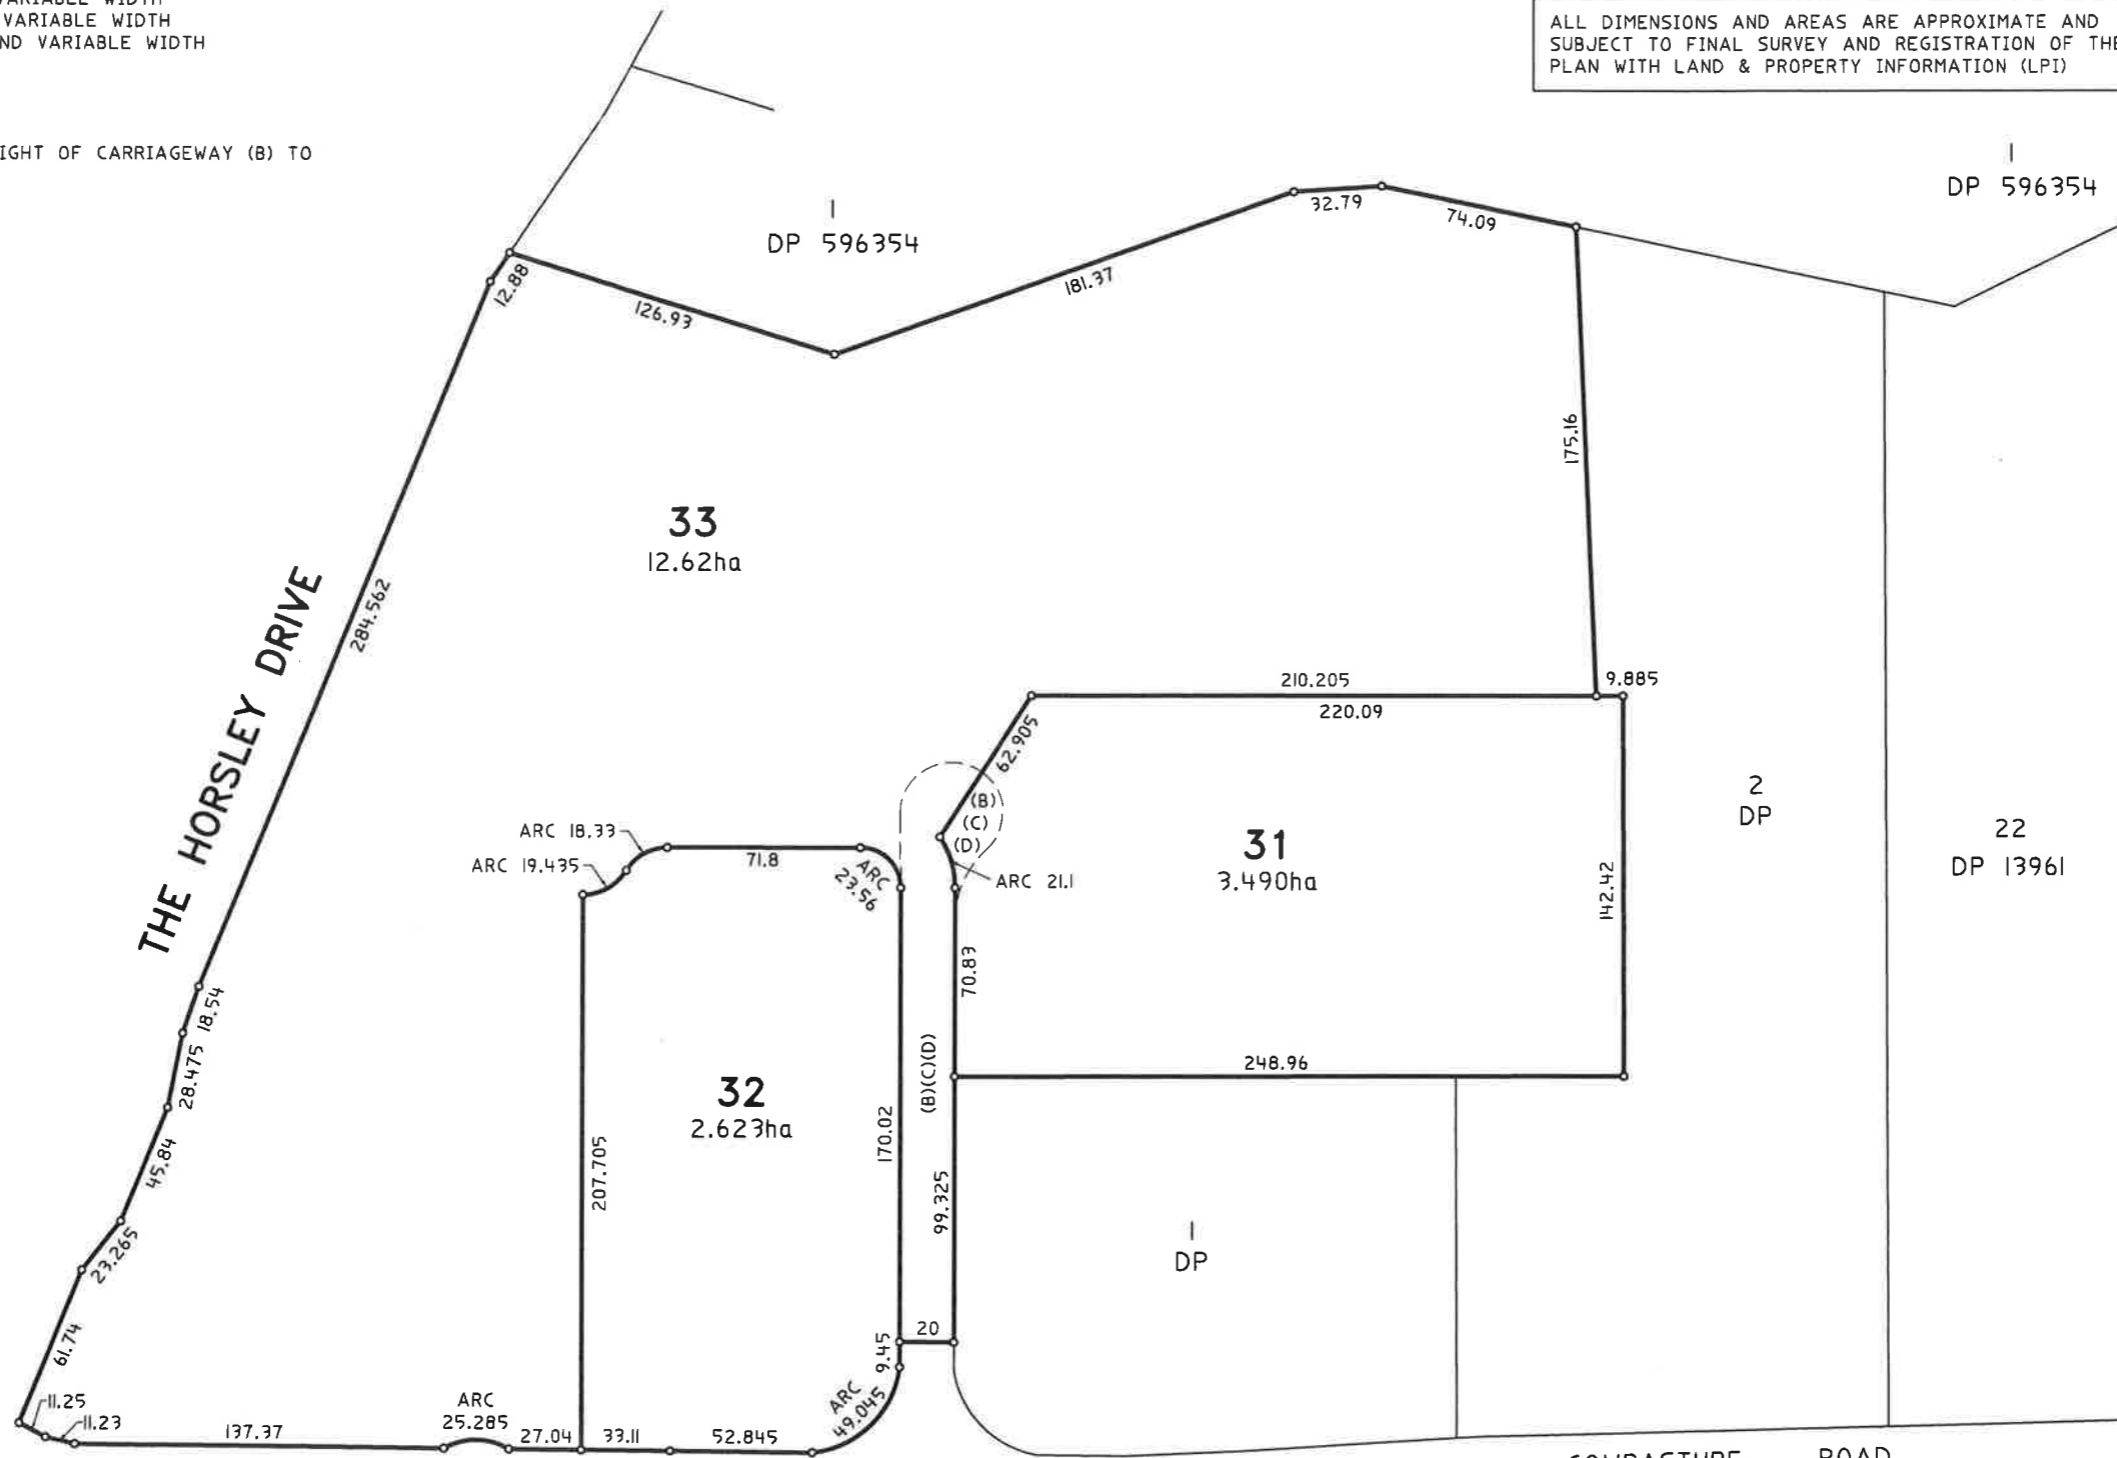 VARIABLE WIDTH
VARIABLE WIDTH
ND VARIABLE WIDTH
IGHT OF CARRIAGEWAY (B) TO
ALL DIMENSIONS AND AREAS ARE APPROXIMATE AND
SUBJECT TO FINAL SURVEY AND REGISTRATION OF THE
PLAN WITH LAND & PROPERTY INFORMATION (LPI)
1
DP 596354
1
DP 596354
32.79
74.09
12.88
126.93
181.37
175.16
33
12.62ha
284.562
THE HORSLEY DRIVE
210.205
9.885
220.09
62.905
(B)
(C)
(D)
ARC 21.1
31
3.490ha
142.42
2
DP
22
DP 13961
ARC 18.33
ARC 19.435
71.8
ARC
23.56
70.83
18.54
28.475
45.84
23.265
61.74
(B)(C)(D)
248.96
32
2.623ha
207.705
170.02
99.325
1
DP
20
9.45
ARC
49.045
11.25
11.23
137.37
ARC
25.285
27.04
33.11
52.845
COWPASTURE ROAD